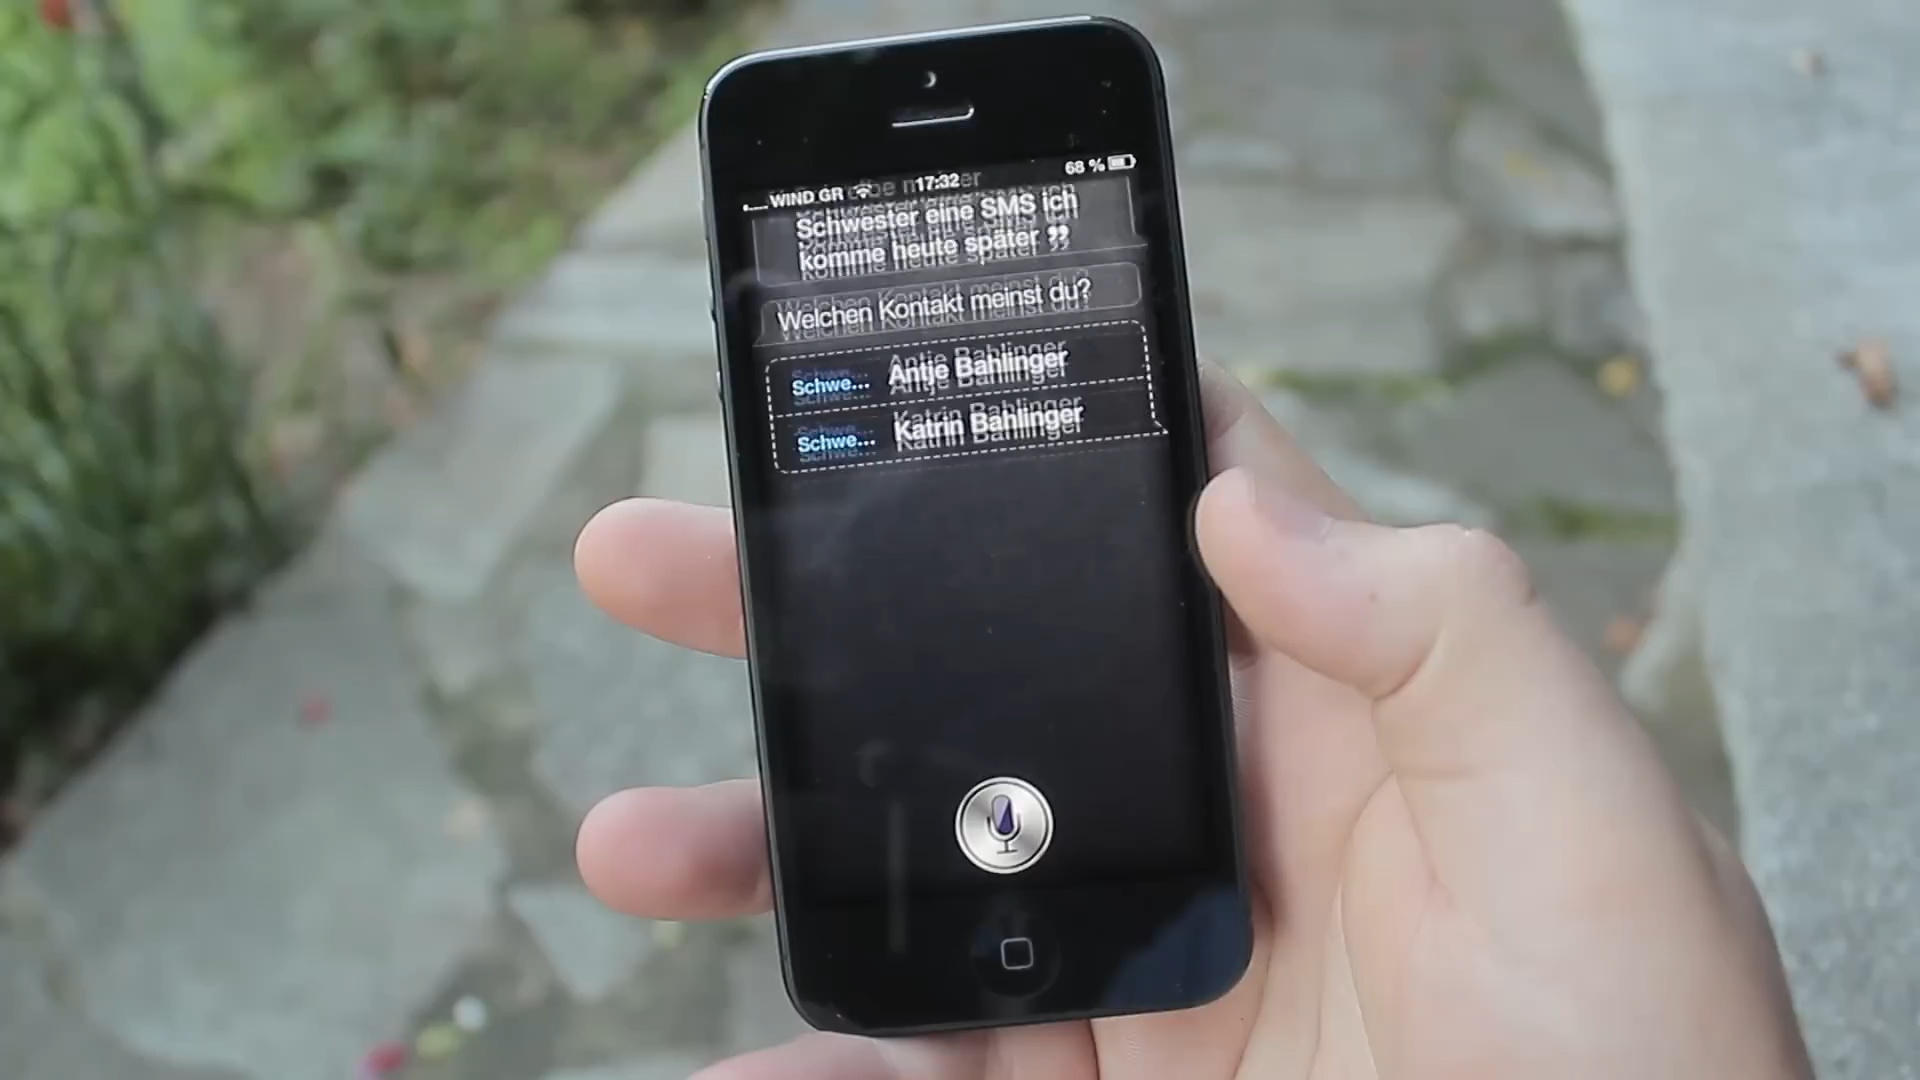 WIND GR 17:32 68 %
Schwester eine SMS ich
komme heute später ”
Welchen Kontakt meinst du?
Schwe... Antje Bahlinger
Schwe... Katrin Bahlinger